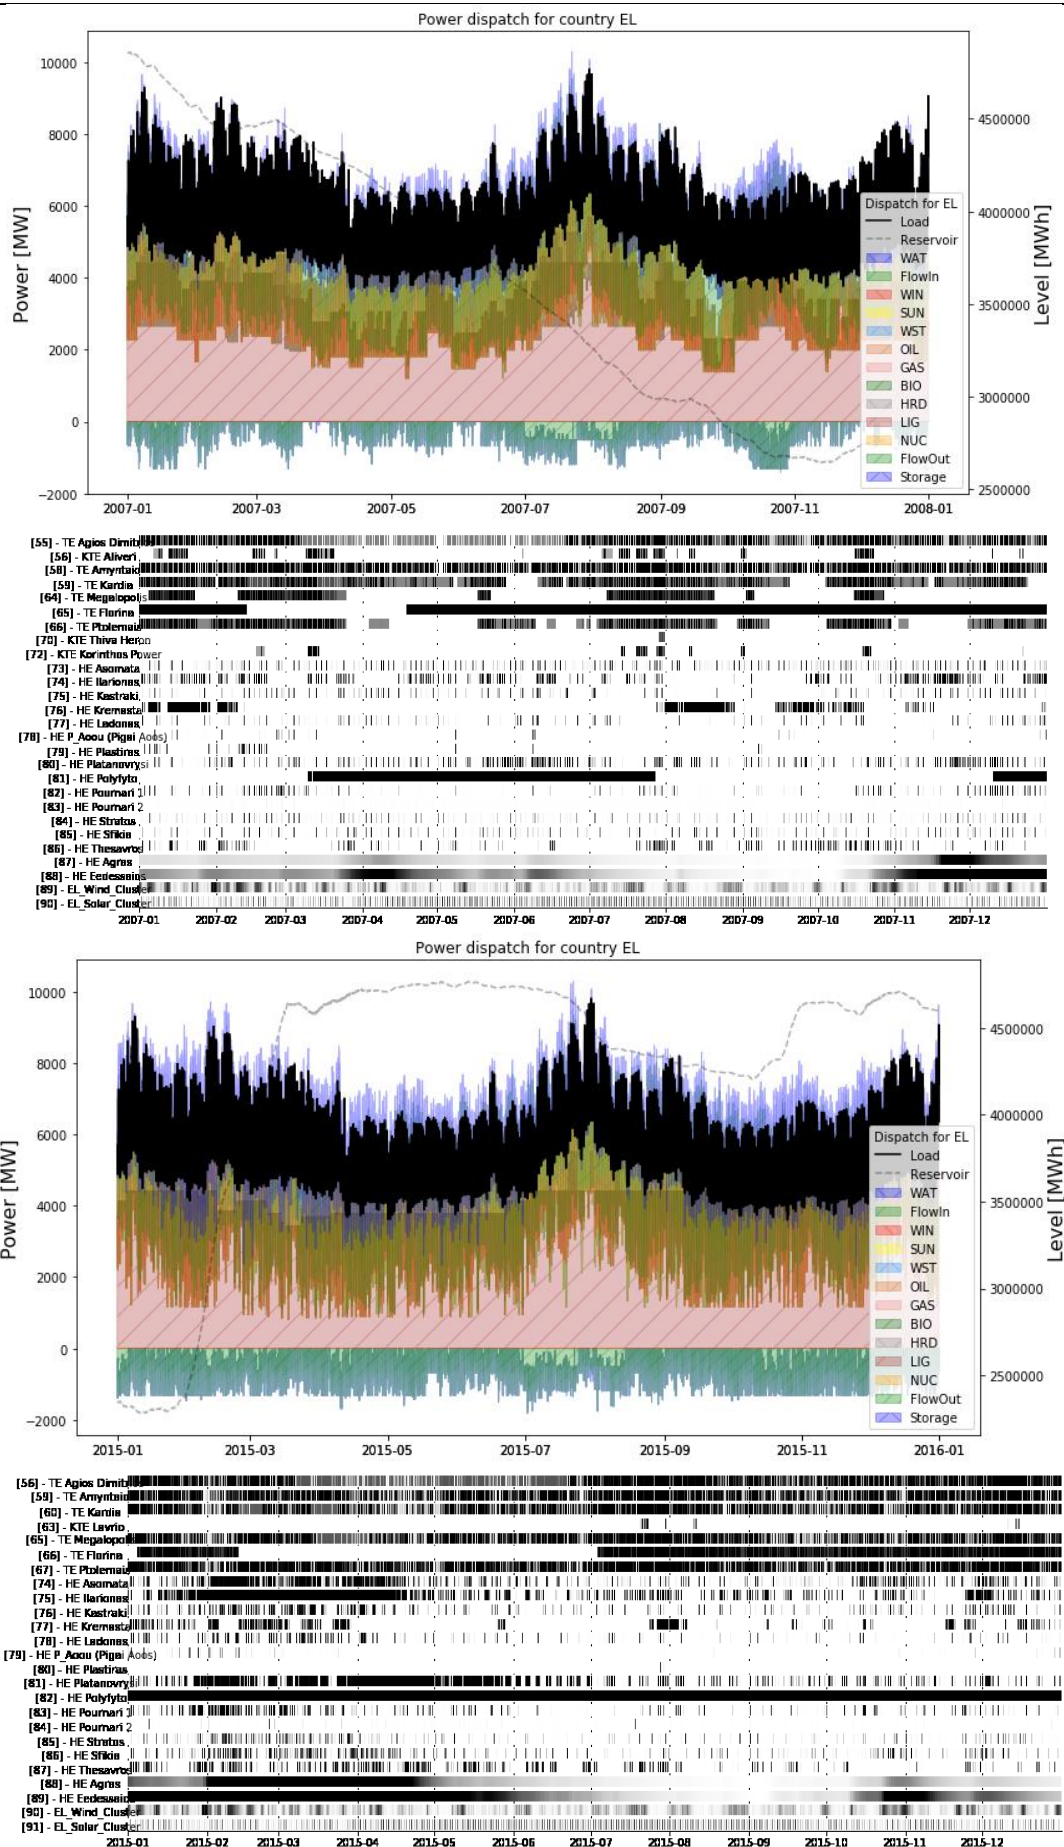 Power dispatch for country EL
Power [MW]
10000
8000
6000
4000
2000
0
−2000
4500000
4000000
3500000
3000000
2500000
Level [MWh]
Dispatch for EL
Load
Reservoir
WAT
FlowIn
WIN
SUN
WST
OIL
GAS
BIO
HRD
LIG
NUC
FlowOut
Storage
2007-01 2007-03 2007-05 2007-07 2007-09 2007-11 2008-01
[55] - TE Agios Dimitrios
[56] - KTE Aliveri
[58] - TE Amyntaio
[59] - TE Kardia
[64] - TE Megalopolis
[65] - TE Florina
[66] - TE Ptolemais
[70] - KTE Thiva Heron
[72] - KTE Korinthos Power
[73] - HE Asomata
[74] - HE Ilarionas
[75] - HE Kastraki
[76] - HE Kremasta
[77] - HE Ladonas
[78] - HE P_Aoou (Pigai Aoos)
[79] - HE Plastiras
[80] - HE Platanovrysi
[81] - HE Polyfyto
[82] - HE Pournari 1
[83] - HE Pournari 2
[84] - HE Stratos
[85] - HE Sfikia
[86] - HE Thesavros
[87] - HE Agras
[88] - HE Eedessaios
[89] - EL_Wind_Cluster
[90] - EL_Solar_Cluster
2007-01 2007-02 2007-03 2007-04 2007-05 2007-06 2007-07 2007-08 2007-09 2007-10 2007-11 2007-12
Power dispatch for country EL
Power [MW]
10000
8000
6000
4000
2000
0
−2000
4500000
4000000
3500000
3000000
2500000
Level [MWh]
Dispatch for EL
Load
Reservoir
WAT
FlowIn
WIN
SUN
WST
OIL
GAS
BIO
HRD
LIG
NUC
FlowOut
Storage
2015-01 2015-03 2015-05 2015-07 2015-09 2015-11 2016-01
[56] - TE Agios Dimitrios
[59] - TE Amyntaio
[60] - TE Kardia
[63] - KTE Lavrio
[65] - TE Megalopolis
[66] - TE Florina
[67] - TE Ptolemais
[74] - HE Asomata
[75] - HE Ilarionas
[76] - HE Kastraki
[77] - HE Kremasta
[78] - HE Ladonas
[79] - HE P_Aoou (Pigai Aoos)
[80] - HE Plastiras
[81] - HE Platanovrysi
[82] - HE Polyfyto
[83] - HE Pournari 1
[84] - HE Pournari 2
[85] - HE Stratos
[86] - HE Sfikia
[87] - HE Thesavros
[88] - HE Agras
[89] - HE Eedessaios
[90] - EL_Wind_Cluster
[91] - EL_Solar_Cluster
2015-01 2015-02 2015-03 2015-04 2015-05 2015-06 2015-07 2015-08 2015-09 2015-10 2015-11 2015-12